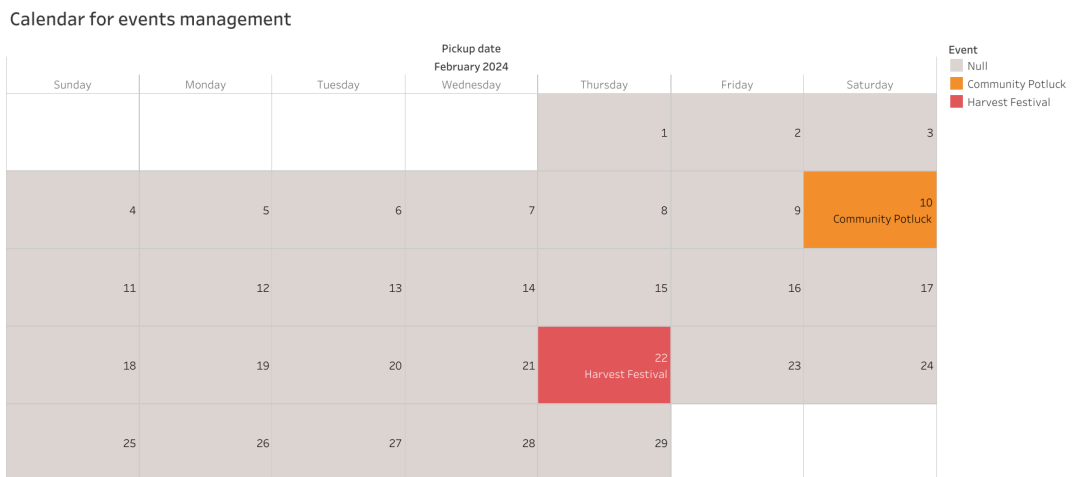 Calendar for events management
Pickup date
February 2024
Sunday Monday Tuesday Wednesday Thursday Friday Saturday
1 2 3
4 5 6 7 8 9 10
Community Potluck
11 12 13 14 15 16 17
18 19 20 21 22 23 24
Harvest Festival
25 26 27 28 29
Event
Null
Community Potluck
Harvest Festival